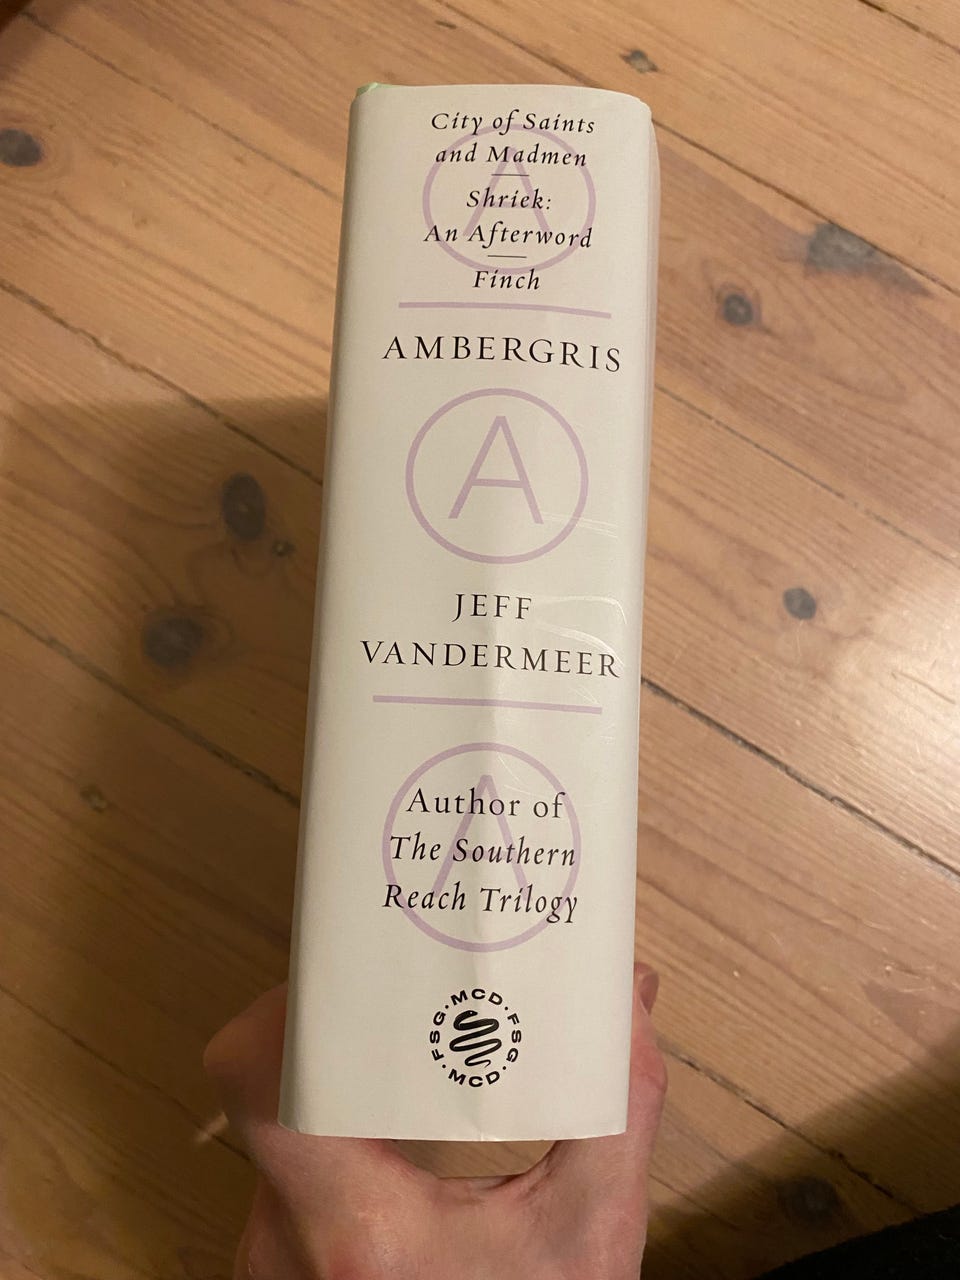 City of Saints
and Madmen
Shriek:
An Afterword
Finch
AMBERGRIS
A
JEFF
VANDERMEER
Author of
The Southern
Reach Trilogy
MCD · FSG · MCD · FSG ·